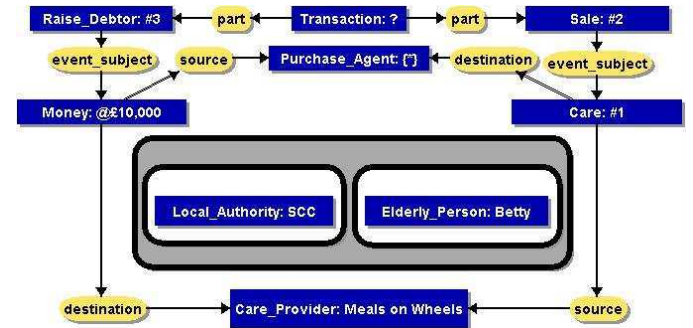 Raise_Debtor: #3 part Transaction: ? part Sale: #2
event_subject source Purchase_Agent: {*} destination event_subject
Money: @£10,000 Care: #1
Local_Authority: SCC Elderly_Person: Betty
destination Care_Provider: Meals on Wheels source